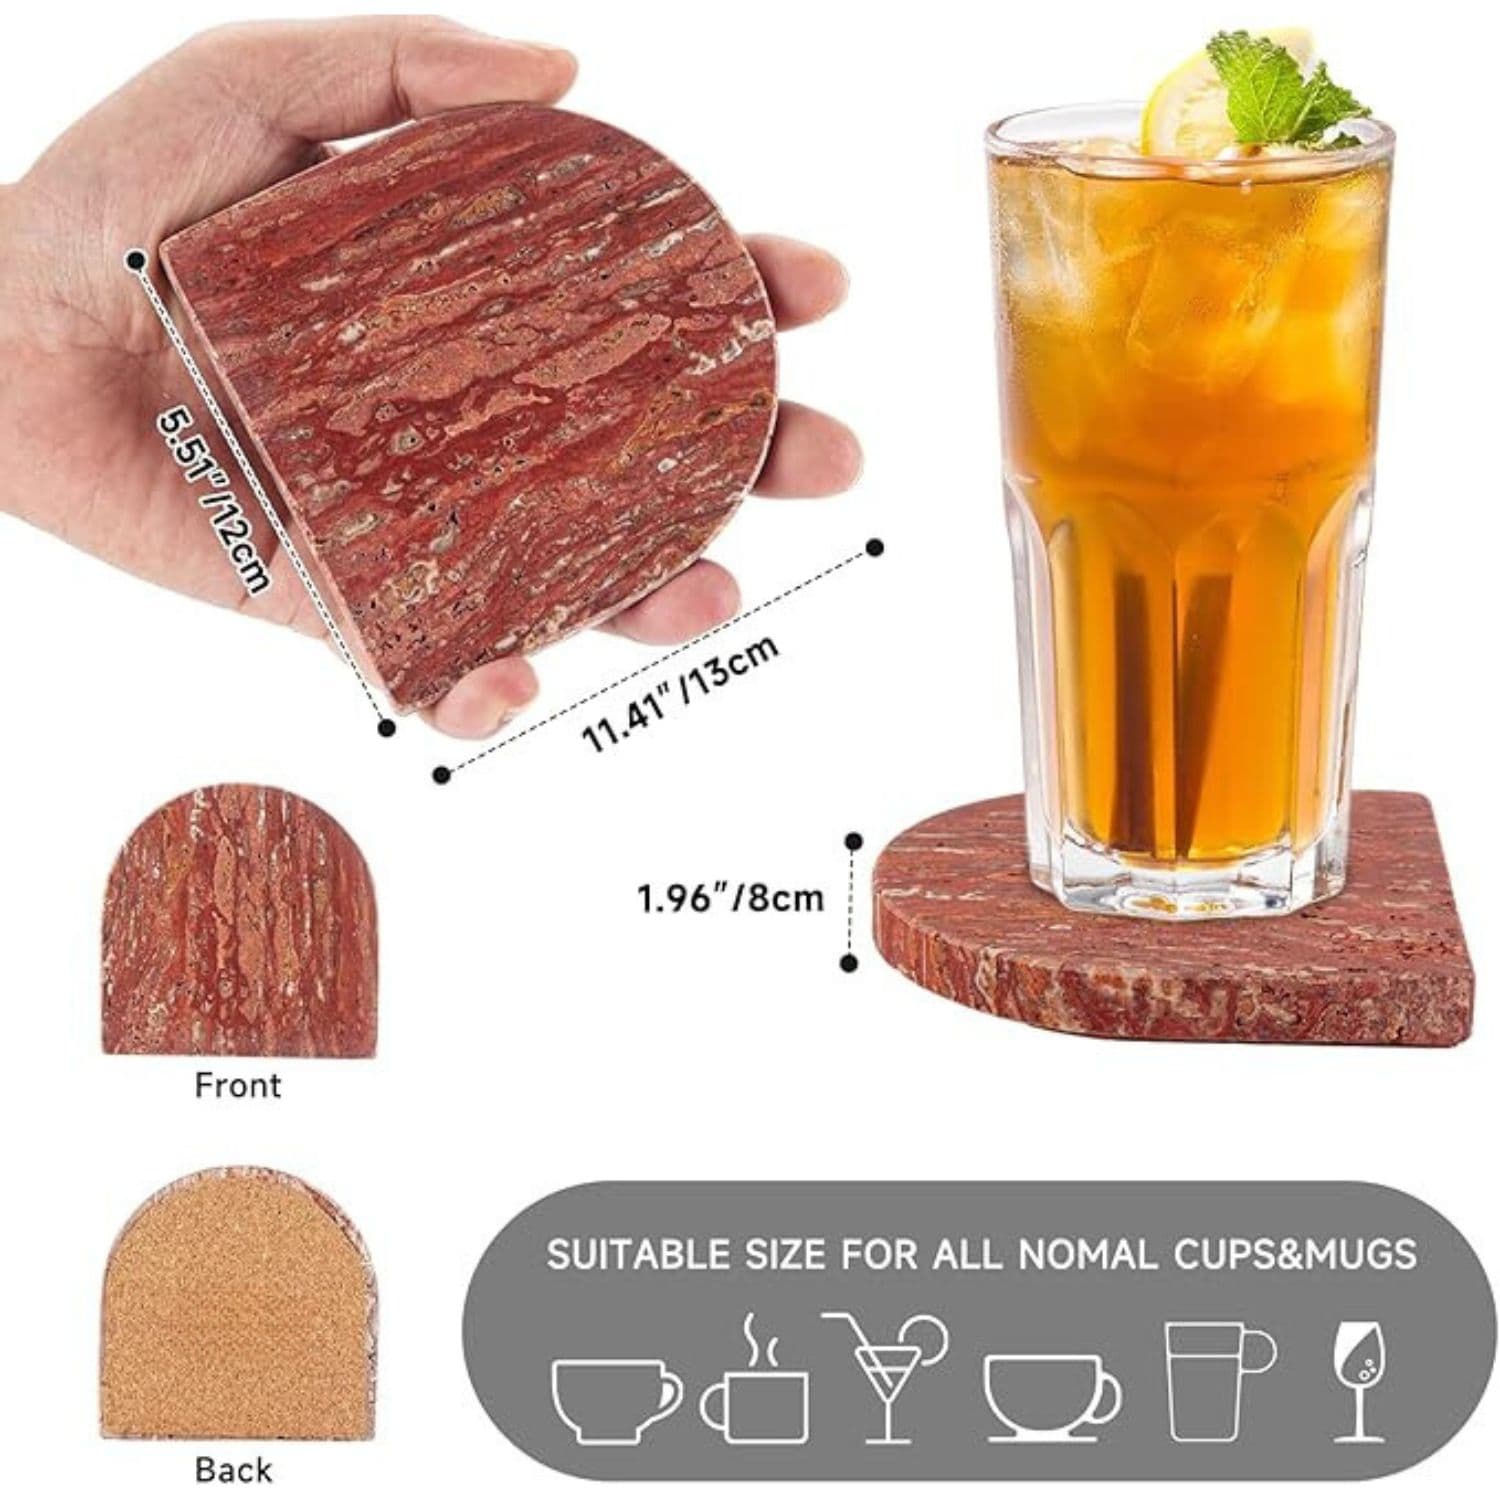 5.51"/12cm
11.41"/13cm
1.96"/8cm
Front
Back
SUITABLE SIZE FOR ALL NOMAL CUPS&MUGS